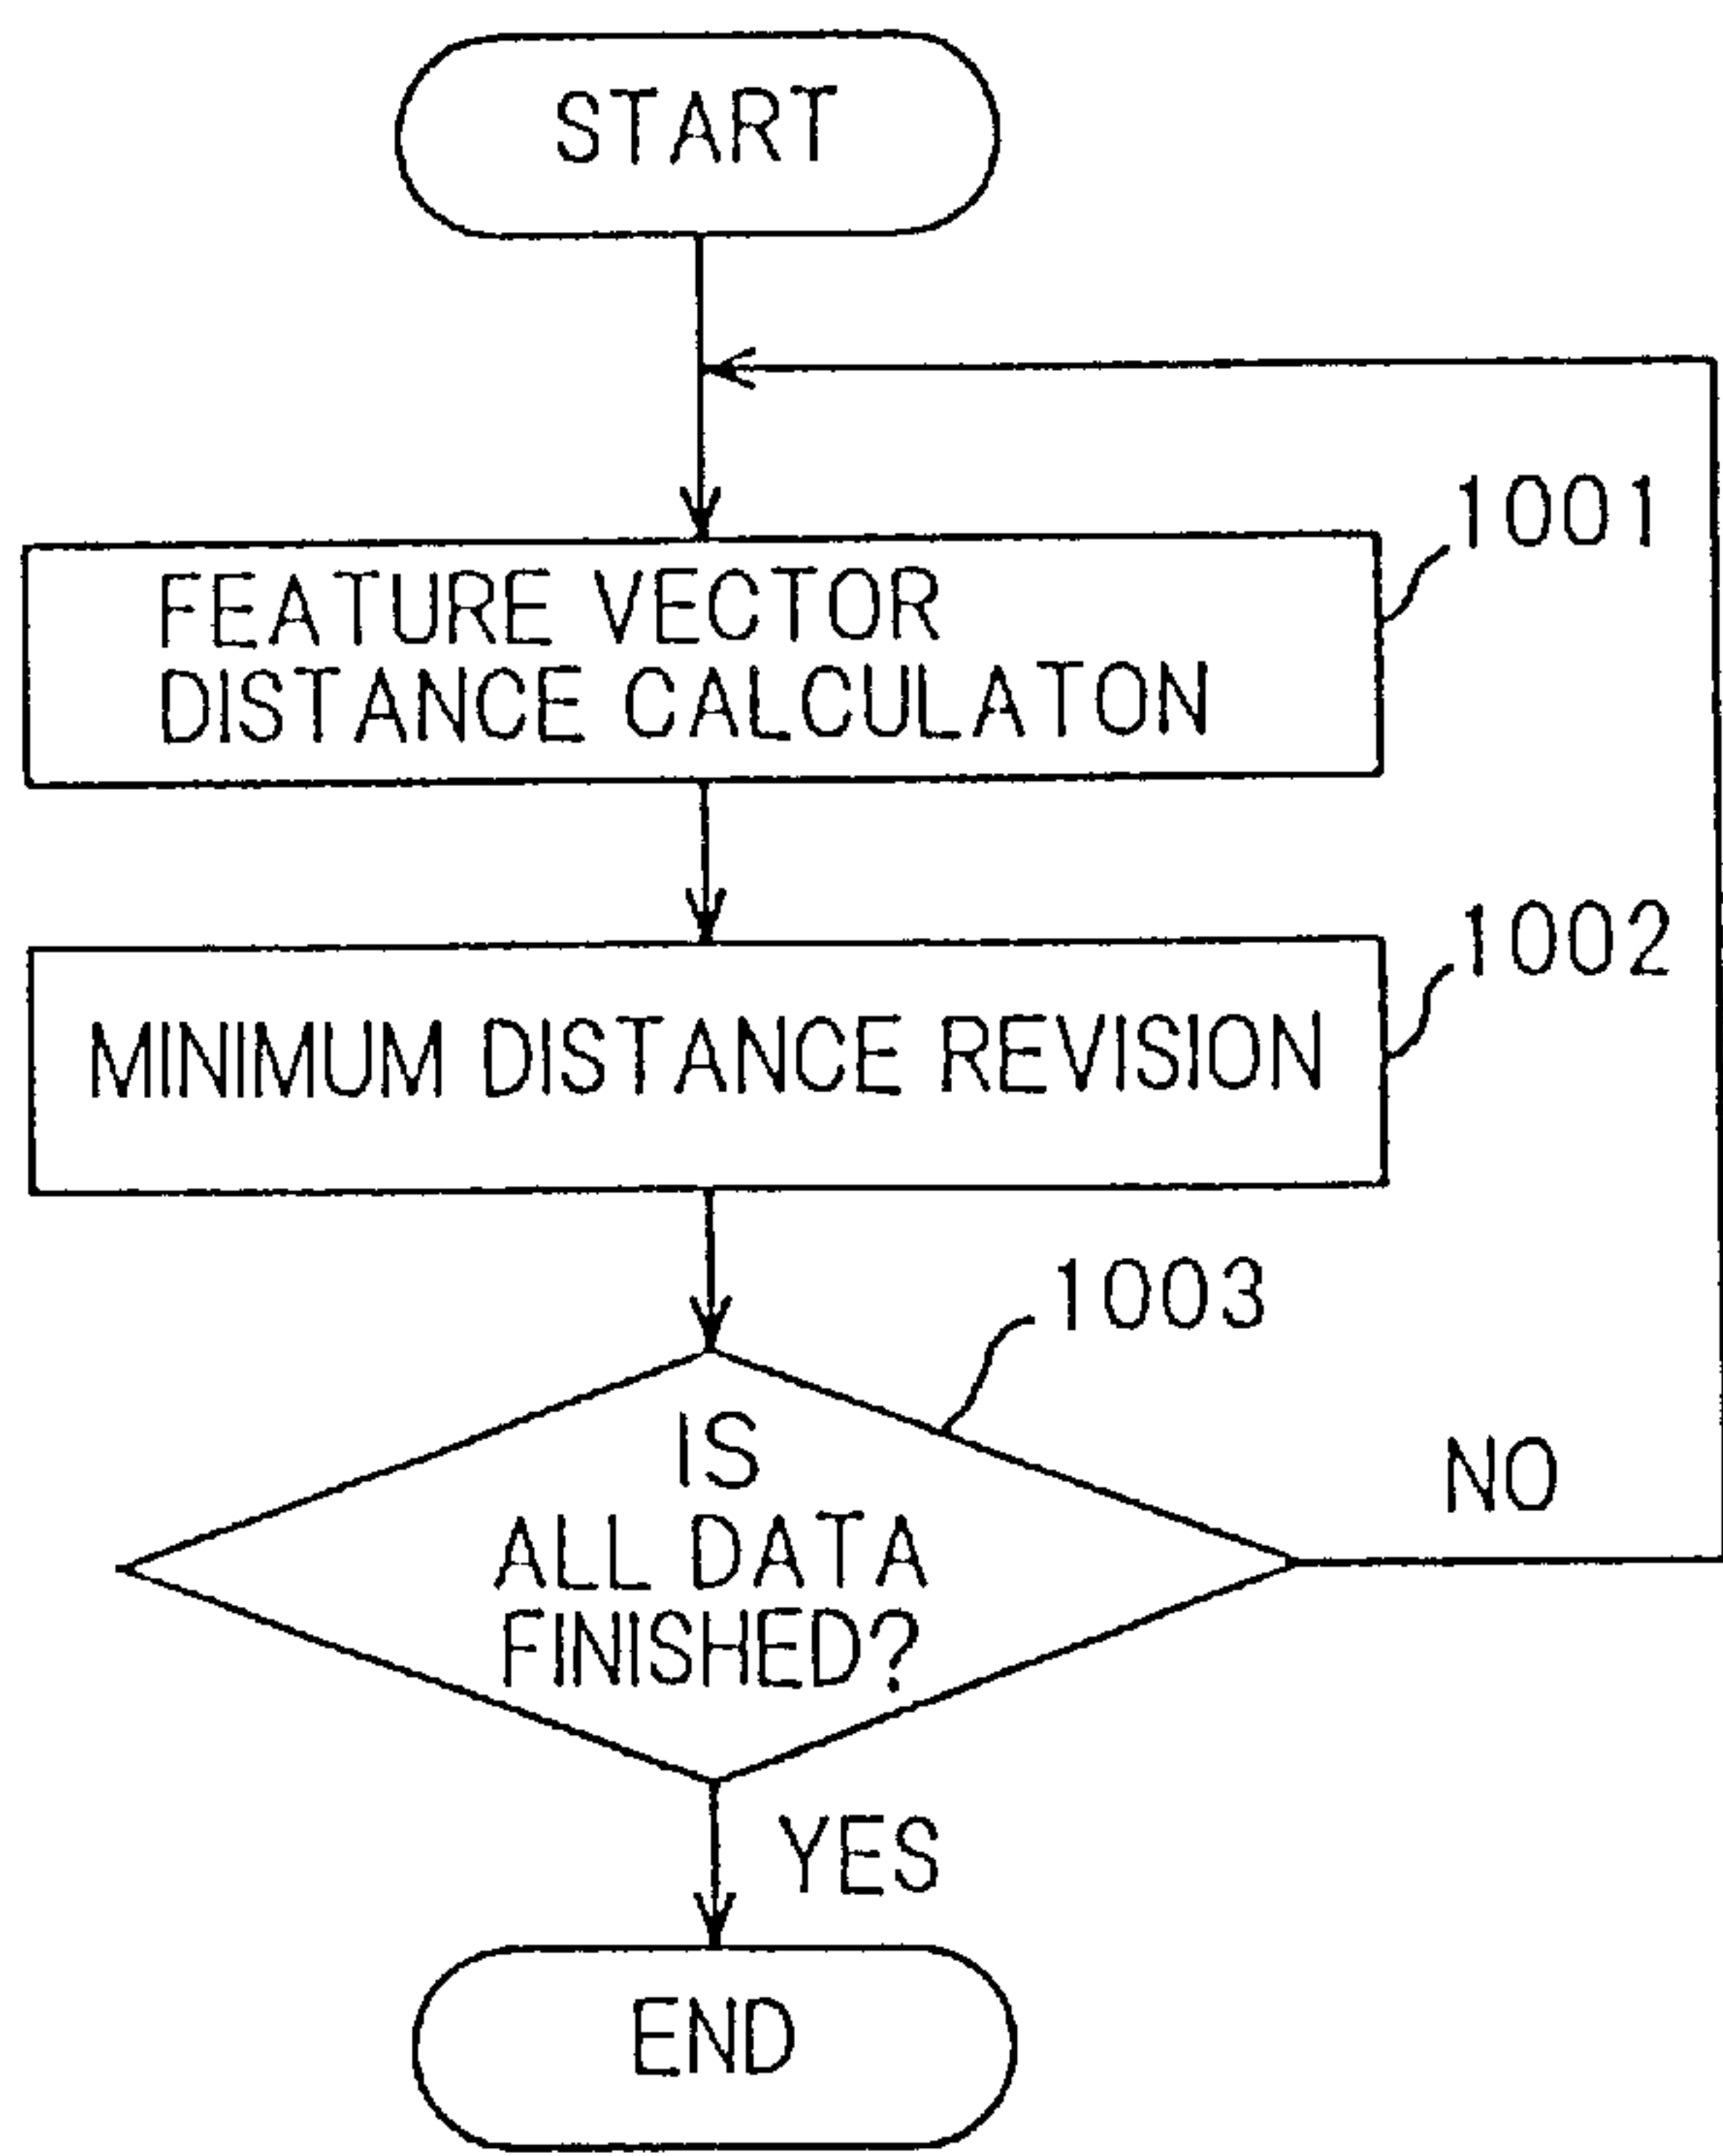 START
1001
FEATURE VECTOR
DISTANCE CALCULATON
1002
MINIMUM DISTANCE REVISION
1003
IS
ALL DATA
FINISHED?
NO
YES
END